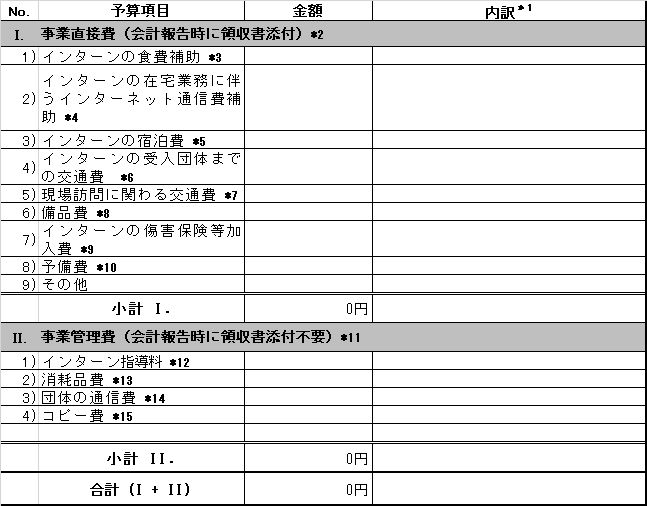 No. 予算項目 金額 内訳*1
I. 事業直接費（会計報告時に領収書添付）*2
1) インターンの食費補助 *3
2) インターンの在宅業務に伴
うインターネット通信費補
助 *4
3) インターンの宿泊費 *5
4) インターンの受入団体まで
の交通費 *6
5) 現場訪問に関わる交通費 *7
6) 備品費 *8
7) インターンの傷害保険等加
入費 *9
8) 予備費 *10
9) その他
小計 I. 0円
II. 事業管理費（会計報告時に領収書添付不要）*11
1) インターン指導料 *12
2) 消耗品費 *13
3) 団体の通信費 *14
4) コピー費 *15
小計 II. 0円
合計（I + II） 0円